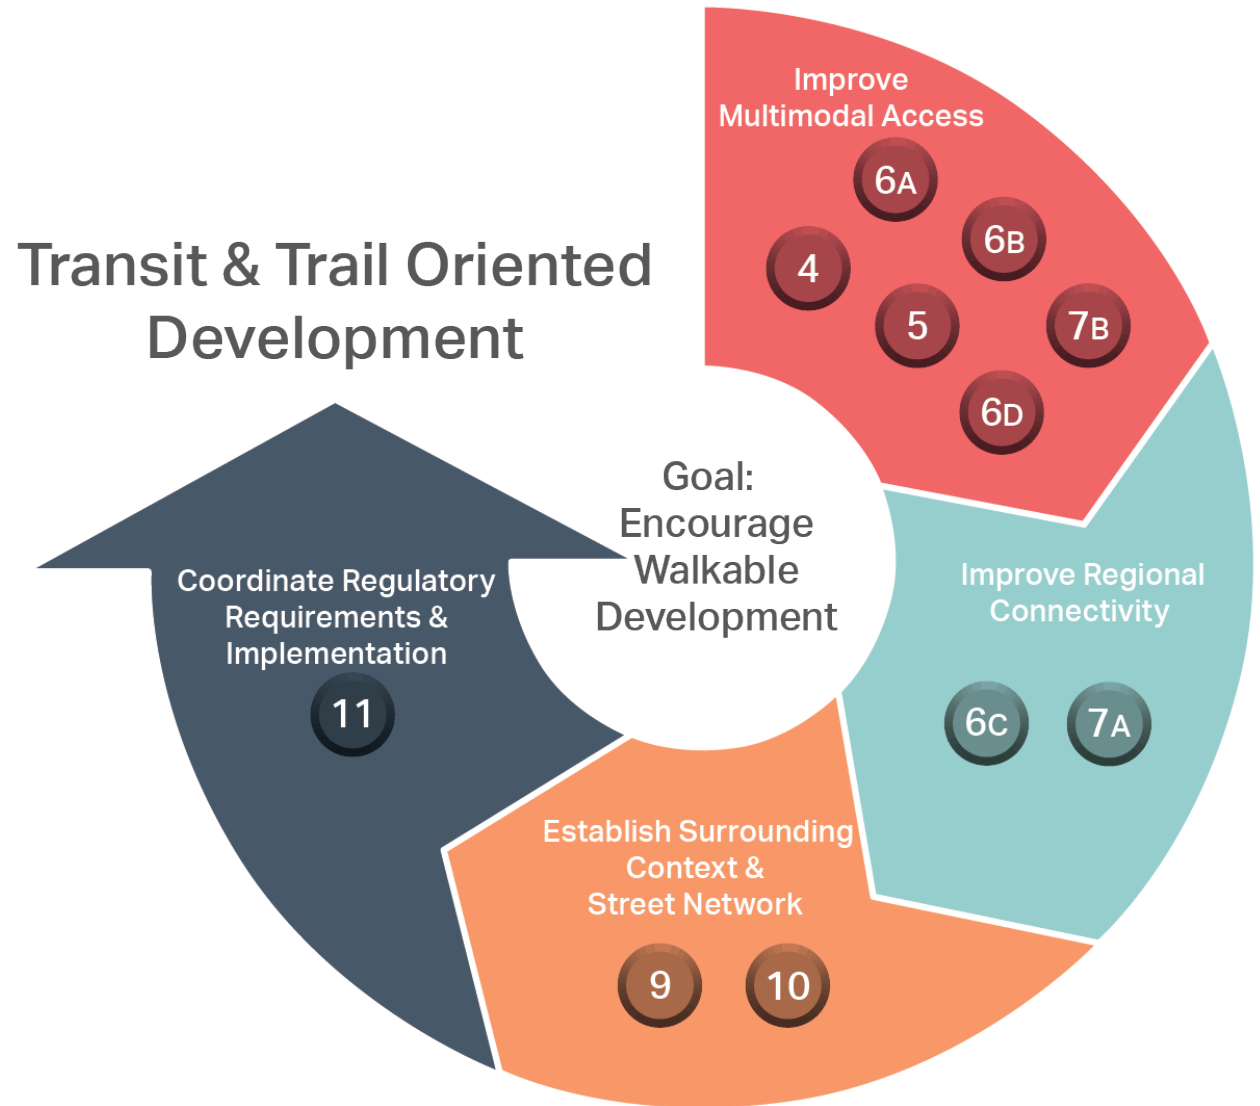 Transit & Trail Oriented
Development
Improve
Multimodal Access
6A
6B
4
5
7B
6D
Goal:
Encourage
Walkable
Development
Improve Regional
Connectivity
6C
7A
Establish Surrounding
Context &
Street Network
9
10
Coordinate Regulatory
Requirements &
Implementation
11